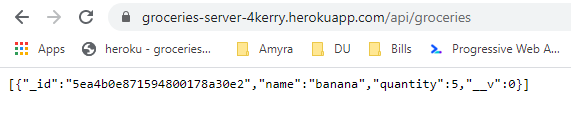 groceries-server-4kerry.herokuapp.com/api/groceries
Apps heroku - groceries... Amyra DU Bills Progressive Web A...
[{"_id":"5ea4b0e871594800178a30e2","name":"banana","quantity":5,"__v":0}]